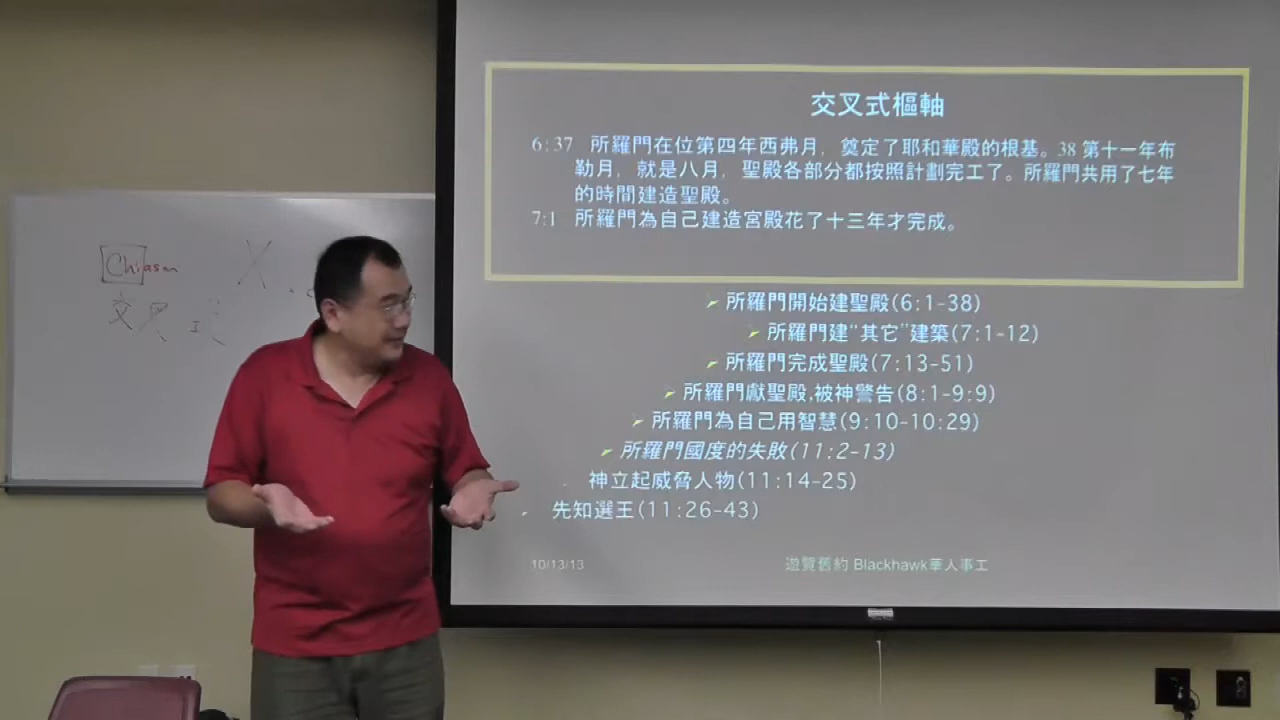 Chiasm
X
交叉式
交叉式樞軸
6:37 所羅門在位第四年西弗月，奠定了耶和華殿的根基。38 第十一年布
勒月，就是八月，聖殿各部分都按照計劃完工了。所羅門共用了七年
的時間建造聖殿。
7:1 所羅門為自己建造宮殿花了十三年才完成。
所羅門開始建聖殿(6:1-38)
所羅門建"其它"建築(7:1-12)
所羅門完成聖殿(7:13-51)
所羅門獻聖殿,被神警告(8:1-9:9)
所羅門為自己用智慧(9:10-10:29)
所羅門國度的失敗(11:2-13)
神立起威脅人物(11:14-25)
先知選王(11:26-43)
10/13/13
遊覽舊約 Blackhawk華人事工